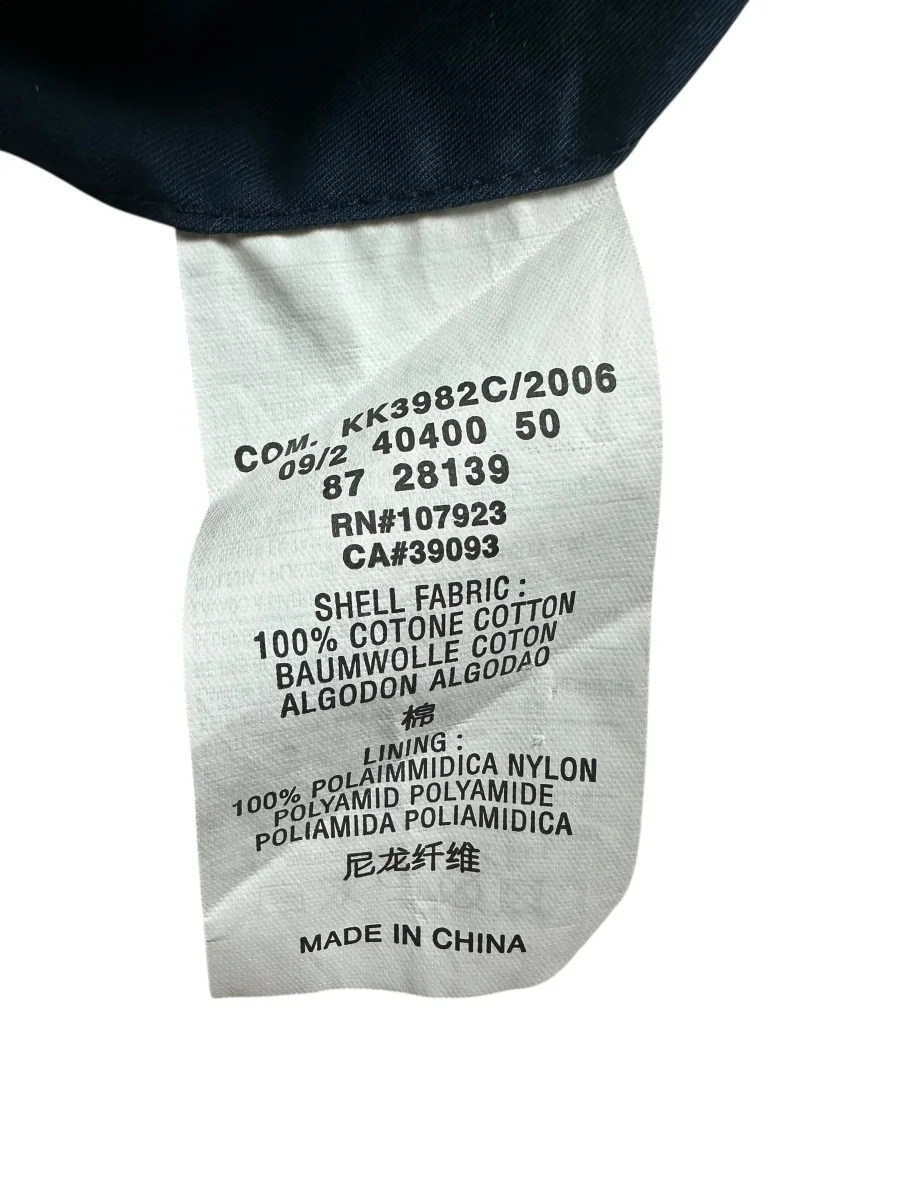 COM. KK3982C/2006
09/2 40400 50
87 28139
RN#107923
CA#39093
SHELL FABRIC :
100% COTONE COTTON
BAUMWOLLE COTON
ALGODON ALGODAO
棉
LINING :
100% POLAIMMIDICA NYLON
POLYAMID POLYAMIDE
POLIAMIDA POLIAMIDICA
尼龙纤维
MADE IN CHINA